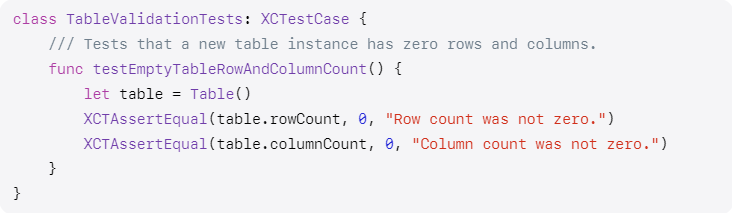 class TableValidationTests: XCTestCase {
    /// Tests that a new table instance has zero rows and columns.
    func testEmptyTableRowAndColumnCount() {
        let table = Table()
        XCTAssertEqual(table.rowCount, 0, "Row count was not zero.")
        XCTAssertEqual(table.columnCount, 0, "Column count was not zero.")
    }
}